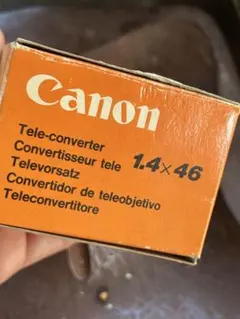 Canon
Tele-converter
Convertisseur tele 1.4×46
Televorsatz
Convertidor de teleobjetivo
Teleconvertitore